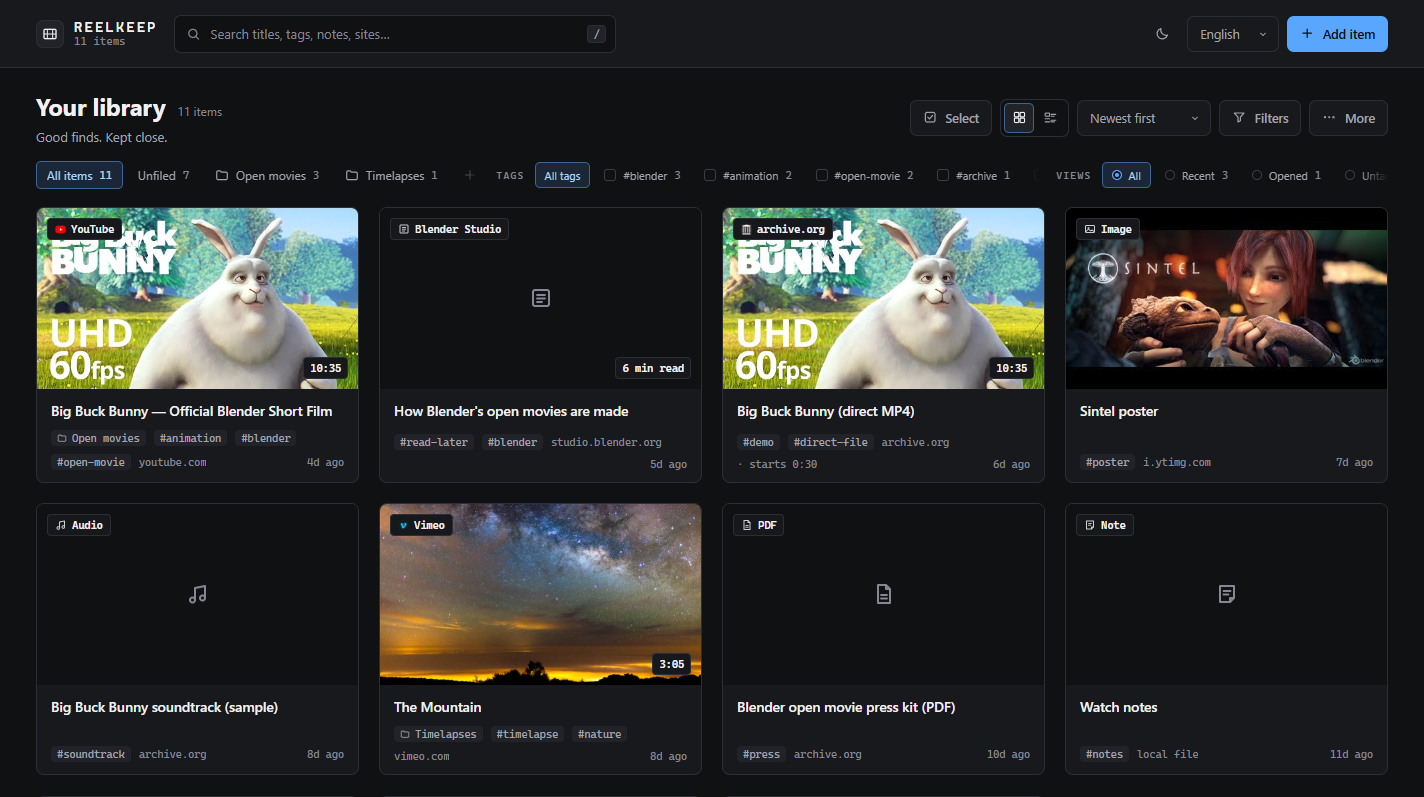 REELKEEP
11 items
Search titles, tags, notes, sites...
/
English
+ Add item
Your library 11 items
Good finds. Kept close.
Select
Newest first
Filters
··· More
All items 11
Unfiled 7
Open movies 3
Timelapses 1
+
TAGS
All tags
#blender 3
#animation 2
#open-movie 2
#archive 1
VIEWS
All
Recent 3
Opened 1
YouTube
BUNNY
UHD
60fps
10:35
Big Buck Bunny — Official Blender Short Film
Open movies #animation #blender
#open-movie youtube.com 4d ago
Blender Studio
6 min read
How Blender's open movies are made
#read-later #blender studio.blender.org
5d ago
archive.org
BUNNY
UHD
60fps
10:35
Big Buck Bunny (direct MP4)
#demo #direct-file archive.org
· starts 0:30 6d ago
Image
SINTEL
blender
Sintel poster
#poster i.ytimg.com 7d ago
Audio
Big Buck Bunny soundtrack (sample)
#soundtrack archive.org 8d ago
Vimeo
3:05
The Mountain
Timelapses #timelapse #nature
vimeo.com 8d ago
PDF
Blender open movie press kit (PDF)
#press archive.org 10d ago
Note
Watch notes
#notes local file 11d ago